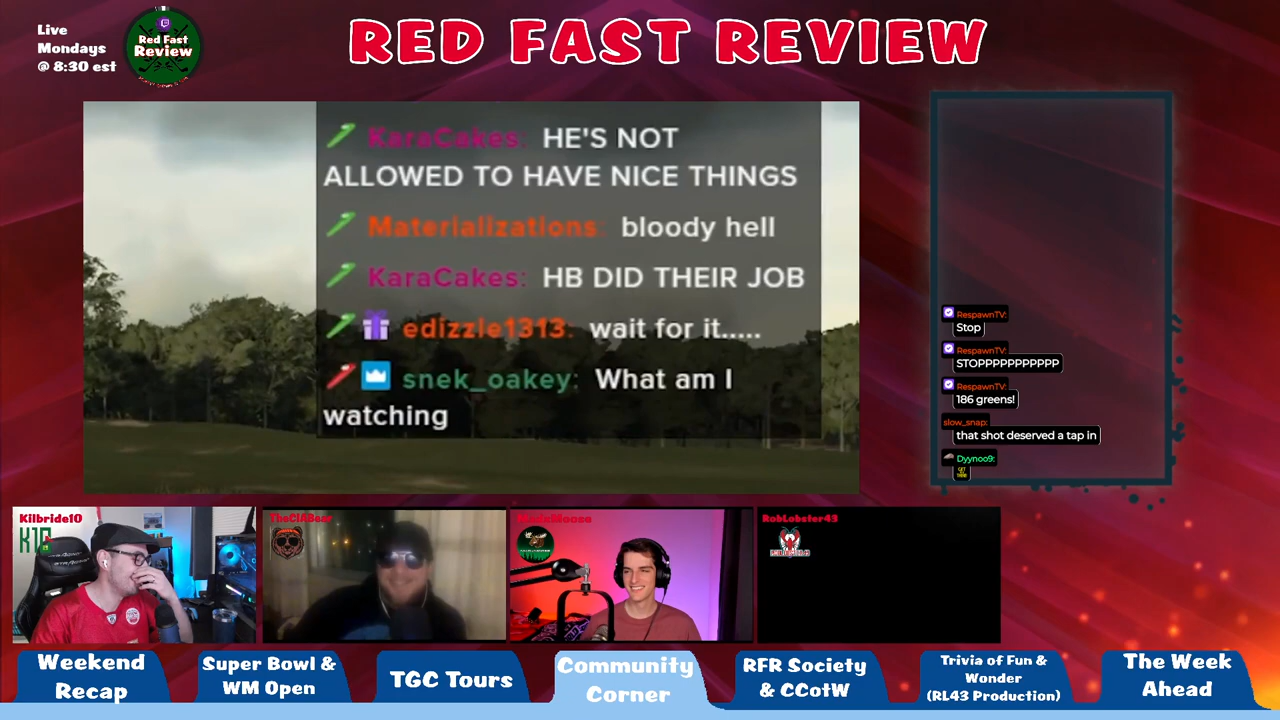 Live
Mondays
@ 8:30 est
Red Fast
Review
RED FAST REVIEW
KaraCakes: HE'S NOT
ALLOWED TO HAVE NICE THINGS
Materializations: bloody hell
KaraCakes: HB DID THEIR JOB
edizzle1313: wait for it.....
snek_oakey: What am I
watching
RespawnTV:
Stop
RespawnTV:
STOPPPPPPPPPPP
RespawnTV:
186 greens!
slow_snap:
that shot deserved a tap in
Dyynoo9:
Kilbride10
K10
TheCIABear
RobLobster43
Weekend
Recap
Super Bowl &
WM Open
TGC Tours
Community
Corner
RFR Society
& CCotW
Trivia of Fun &
Wonder
(RL43 Production)
The Week
Ahead